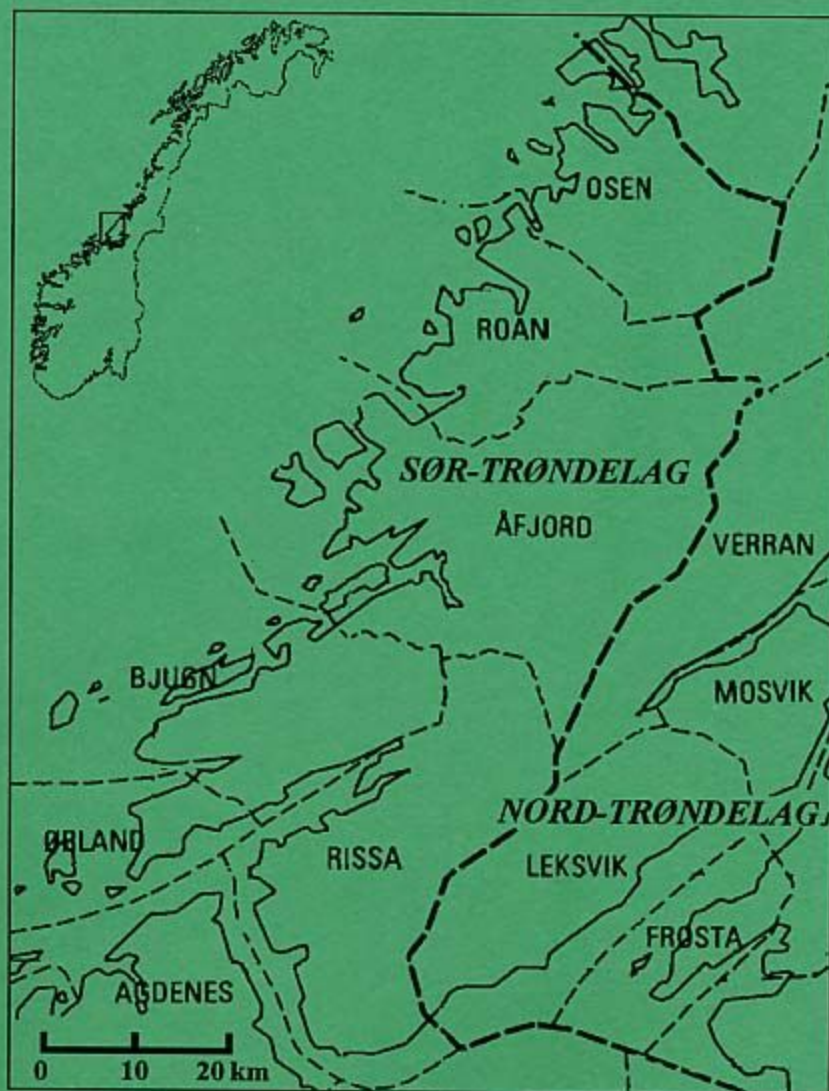 OSEN
ROAN
SØR-TRØNDELAG
ÅFJORD
VERRAN
BJUGN
MOSVIK
NORD-TRØNDELAG
ØRLAND
RISSA
LEKSVIK
FROSTA
AGDENES
0 10 20 km